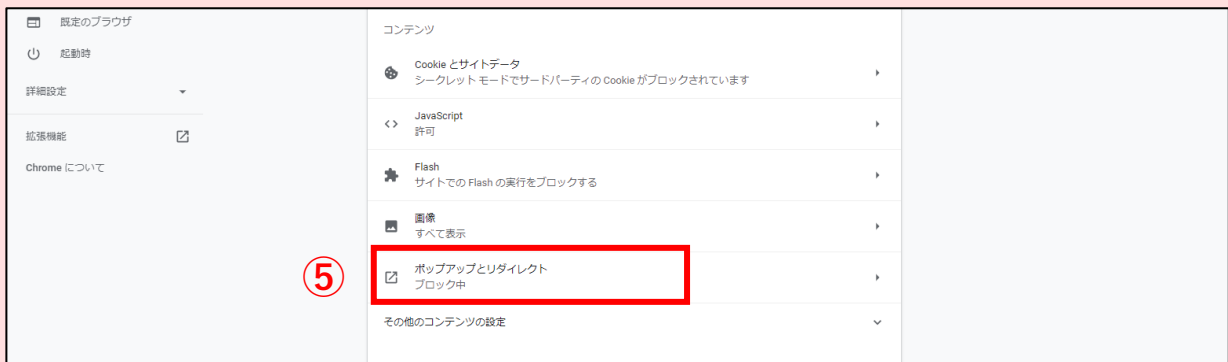 既定のブラウザ
起動時
詳細設定
拡張機能
Chrome について
コンテンツ
Cookie とサイトデータ
シークレット モードでサードパーティの Cookie がブロックされています
JavaScript
許可
Flash
サイトでの Flash の実行をブロックする
画像
すべて表示
⑤
ポップアップとリダイレクト
ブロック中
その他のコンテンツの設定